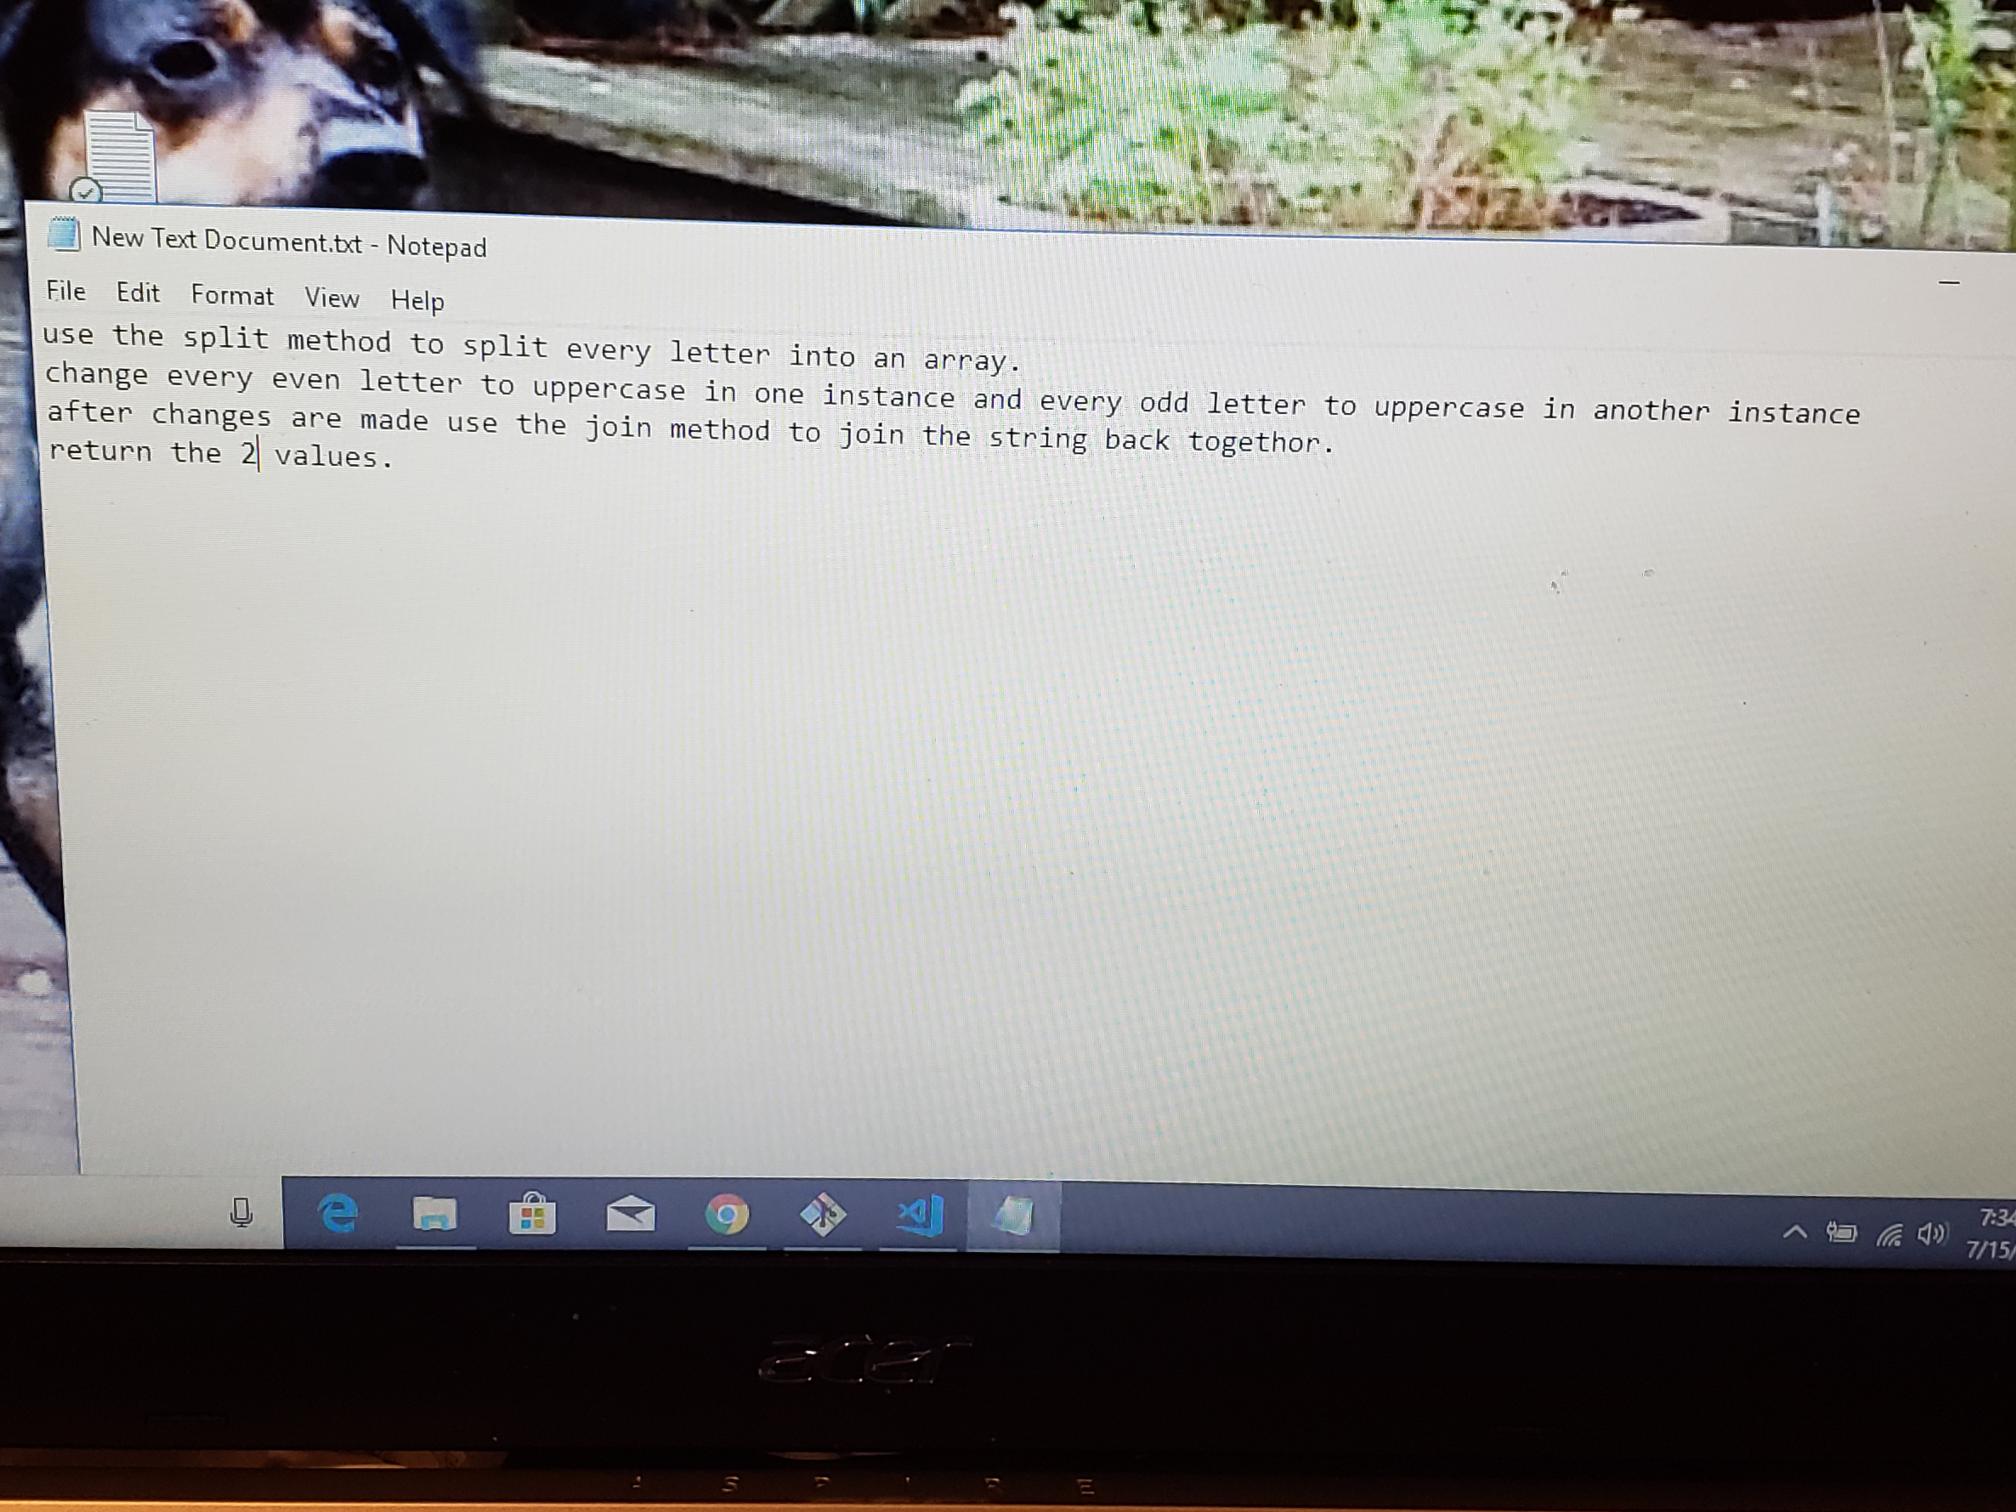 New Text Document.txt - Notepad
File Edit Format View Help
use the split method to split every letter into an array.
change every even letter to uppercase in one instance and every odd letter to uppercase in another instance
after changes are made use the join method to join the string back togethor.
return the 2 values.
7:34
7/15/
acer
ASPIRE